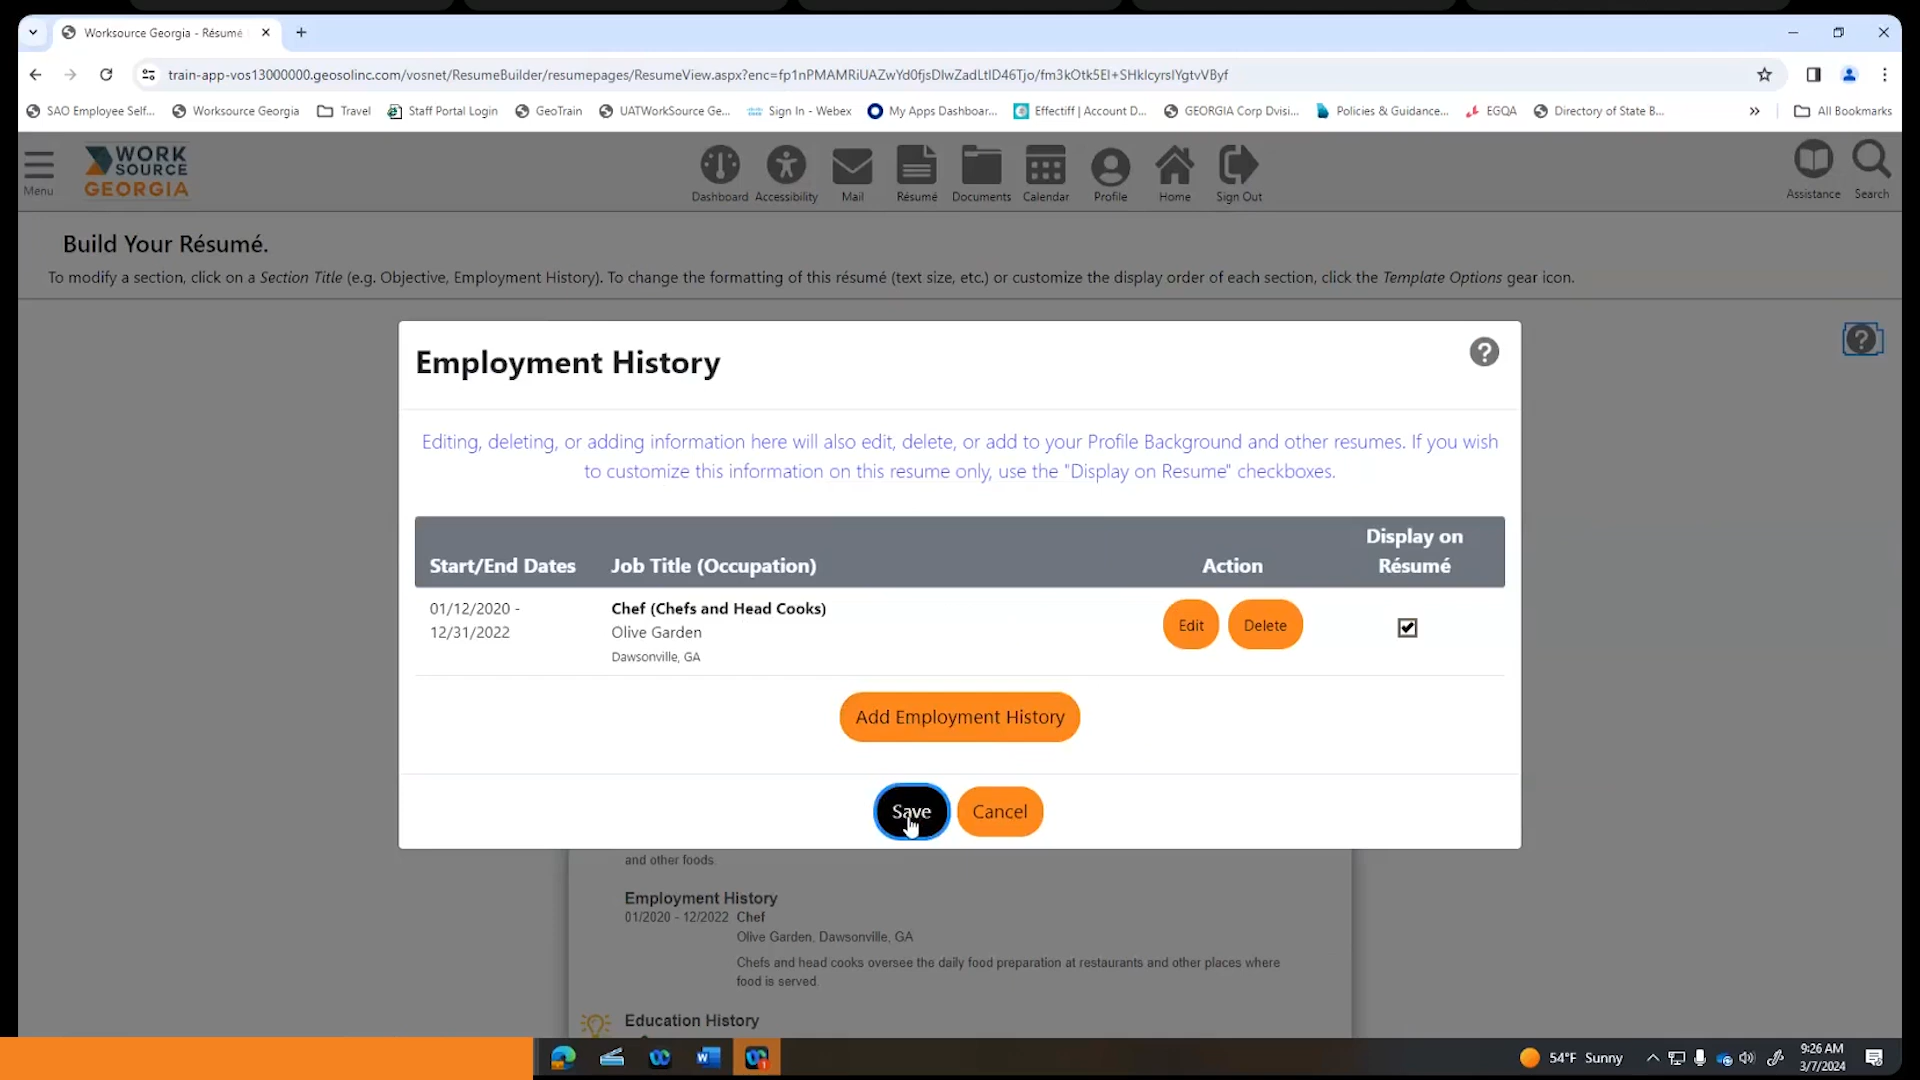 Worksource Georgia - Résumé
train-app-vos13000000.geosolinc.com/vosnet/ResumeBuilder/resumepages/ResumeView.aspx?enc=fp1nPMAMRiUAZwYd0fjsDIwZadLtID46Tjo/fm3kOtk5EI+SHkIcyrsIYgtvVByf
SAO Employee Self...
Worksource Georgia
Travel
Staff Portal Login
GeoTrain
UATWorkSource Ge...
Sign In - Webex
My Apps Dashboar...
Effectiff | Account D...
GEORGIA Corp Dvisi...
Policies & Guidance...
EGQA
Directory of State B...
All Bookmarks
Menu
WORK
SOURCE
GEORGIA
Dashboard
Accessibility
Mail
Résumé
Documents
Calendar
Profile
Home
Sign Out
Assistance
Search
Build Your Résumé.
To modify a section, click on a Section Title (e.g. Objective, Employment History). To change the formatting of this résumé (text size, etc.) or customize the display order of each section, click the Template Options gear icon.
Employment History
Editing, deleting, or adding information here will also edit, delete, or add to your Profile Background and other resumes. If you wish
to customize this information on this resume only, use the "Display on Resume" checkboxes.
Start/End Dates
Job Title (Occupation)
Action
Display on
Résumé
01/12/2020 -
12/31/2022
Chef (Chefs and Head Cooks)
Olive Garden
Dawsonville, GA
Edit
Delete
Add Employment History
Save
Cancel
and other foods.
Employment History
01/2020 - 12/2022 Chef
Olive Garden, Dawsonville, GA
Chefs and head cooks oversee the daily food preparation at restaurants and other places where
food is served.
Education History
54°F Sunny
9:26 AM
3/7/2024